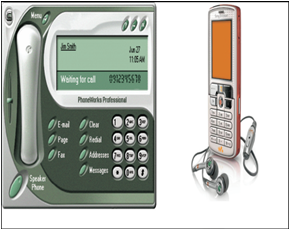 Menu
Jim Smith
Jun 27
11:05 AM
Waiting for call 0912345678
PhoneWorks Professional
E-mail Clear
Page Redial
Fax Addresses
Messages
Speaker
Phone